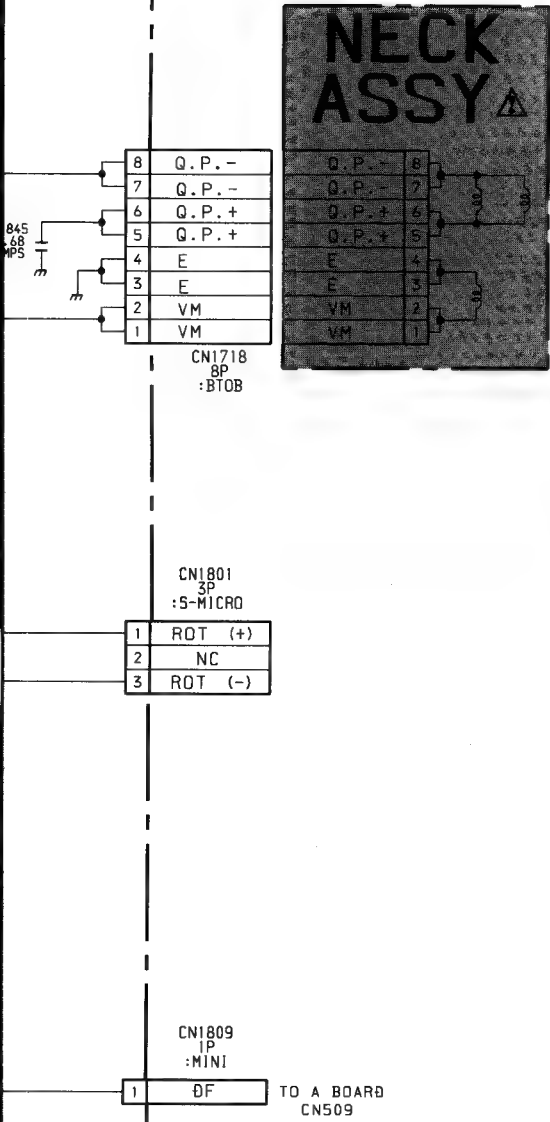 NECK
ASSY
8 Q.P.- Q.P.- 8
7 Q.P.- Q.P.- 7
6 Q.P.+ Q.P.+ 6
5 Q.P.+ Q.P.+ 5
4 E E 4
3 E E 3
2 VM VM 2
1 VM VM 1
845
.68
MPS
CN1718
8P
:BTOB
CN1801
3P
:S-MICRO
1 ROT (+)
2 NC
3 ROT (-)
CN1809
1P
:MINI
1 DF TO A BOARD
CN509